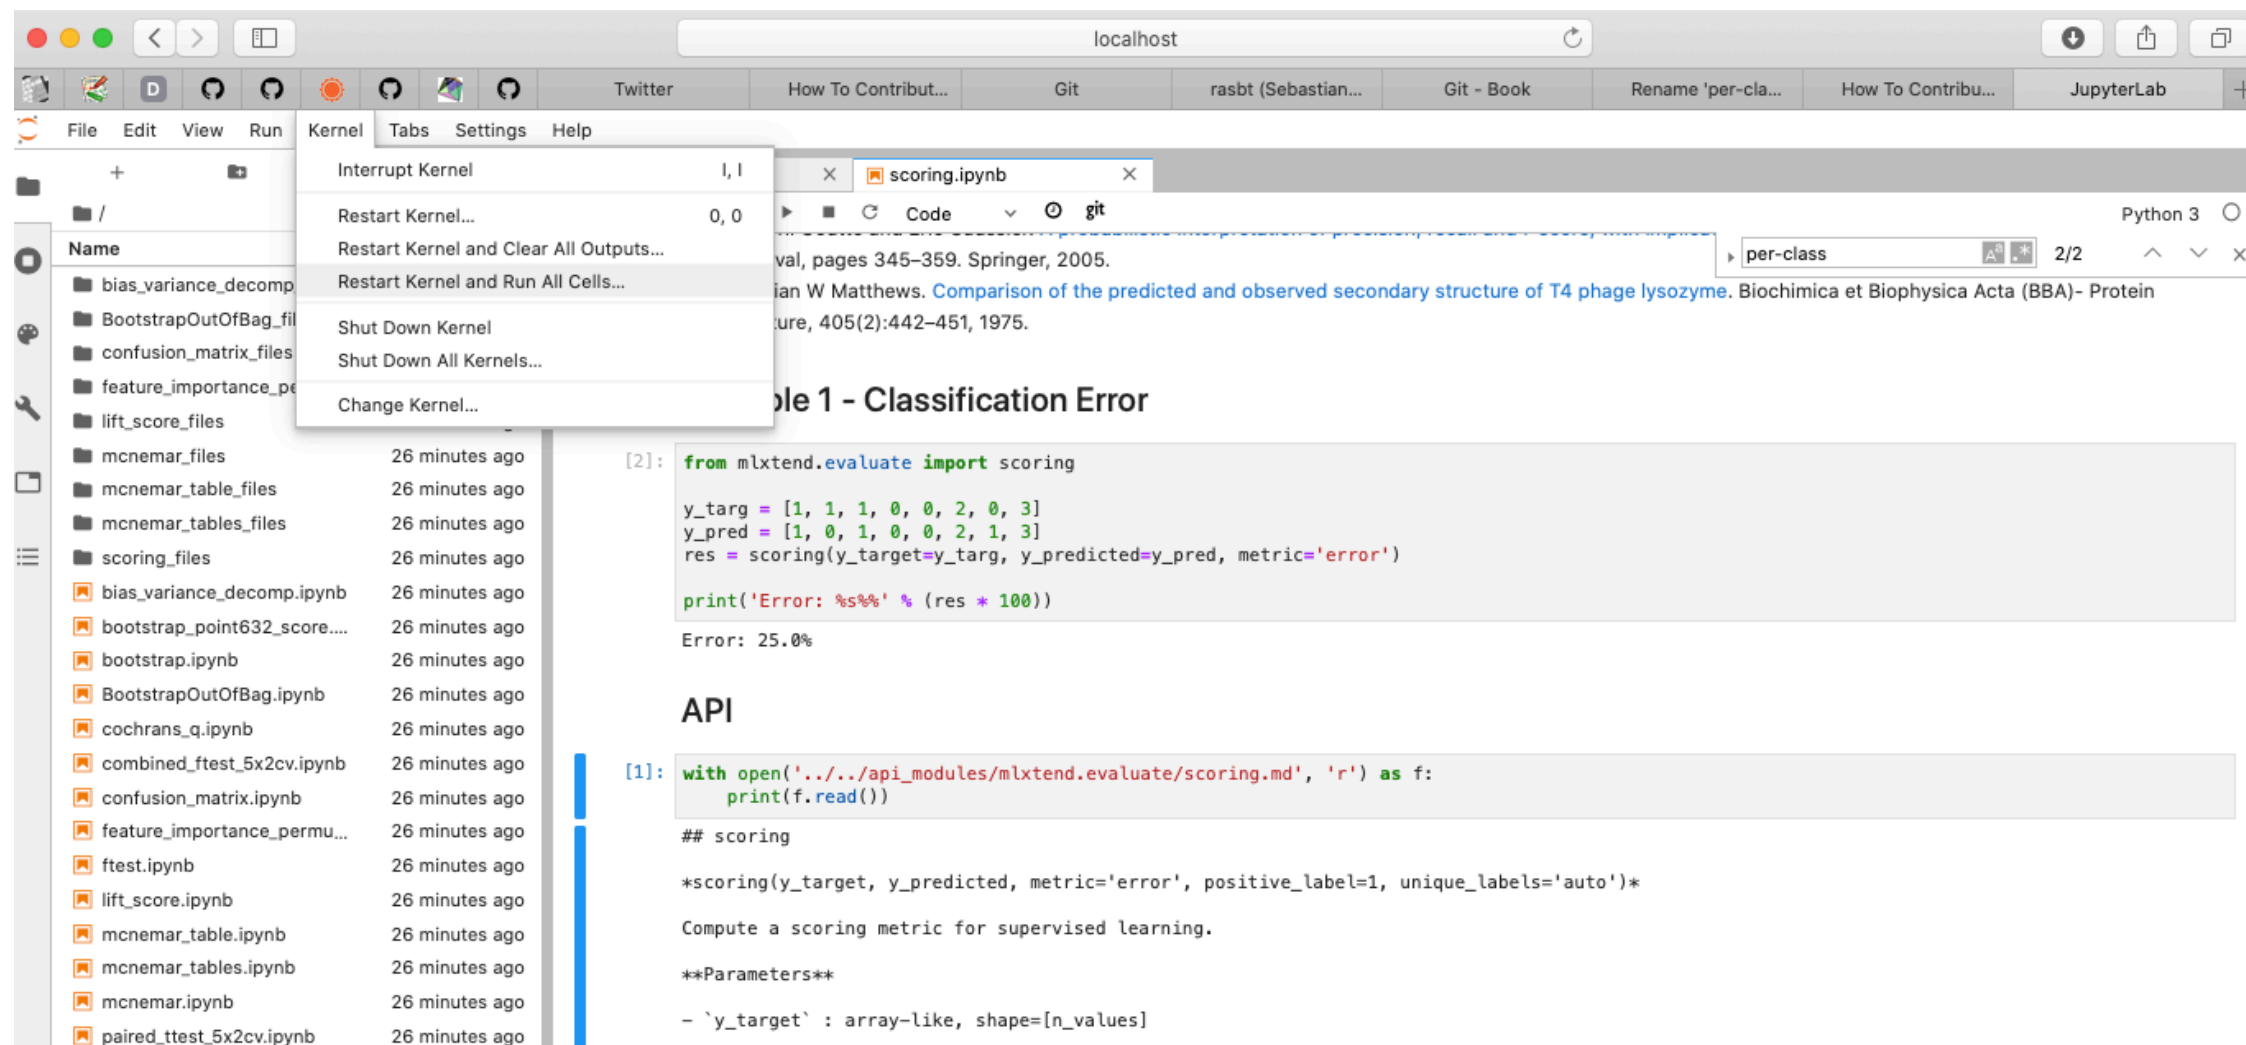 localhost
D
Twitter
How To Contribut...
Git
rasbt (Sebastian...
Git - Book
Rename 'per-cla...
How To Contribu...
JupyterLab
File Edit View Run Kernel Tabs Settings Help
Interrupt Kernel I, I
Restart Kernel... 0, 0
Restart Kernel and Clear All Outputs...
Restart Kernel and Run All Cells...
Shut Down Kernel
Shut Down All Kernels...
Change Kernel...
/
Name
bias_variance_decomp
BootstrapOutOfBag_fil
confusion_matrix_files
feature_importance_pe
lift_score_files
mcnemar_files 26 minutes ago
mcnemar_table_files 26 minutes ago
mcnemar_tables_files 26 minutes ago
scoring_files 26 minutes ago
bias_variance_decomp.ipynb 26 minutes ago
bootstrap_point632_score.... 26 minutes ago
bootstrap.ipynb 26 minutes ago
BootstrapOutOfBag.ipynb 26 minutes ago
cochrans_q.ipynb 26 minutes ago
combined_ftest_5x2cv.ipynb 26 minutes ago
confusion_matrix.ipynb 26 minutes ago
feature_importance_permu... 26 minutes ago
ftest.ipynb 26 minutes ago
lift_score.ipynb 26 minutes ago
mcnemar_table.ipynb 26 minutes ago
mcnemar_tables.ipynb 26 minutes ago
mcnemar.ipynb 26 minutes ago
paired_ttest_5x2cv.ipynb 26 minutes ago
scoring.ipynb
Code git Python 3
per-class 2/2
val, pages 345–359. Springer, 2005.
ian W Matthews. Comparison of the predicted and observed secondary structure of T4 phage lysozyme. Biochimica et Biophysica Acta (BBA)- Protein
ure, 405(2):442–451, 1975.
ple 1 - Classification Error
[2]: from mlxtend.evaluate import scoring
y_targ = [1, 1, 1, 0, 0, 2, 0, 3]
y_pred = [1, 0, 1, 0, 0, 2, 1, 3]
res = scoring(y_target=y_targ, y_predicted=y_pred, metric='error')
print('Error: %s%%' % (res * 100))
Error: 25.0%
API
[1]: with open('../../api_modules/mlxtend.evaluate/scoring.md', 'r') as f:
print(f.read())
## scoring
*scoring(y_target, y_predicted, metric='error', positive_label=1, unique_labels='auto')*
Compute a scoring metric for supervised learning.
**Parameters**
- `y_target` : array-like, shape=[n_values]